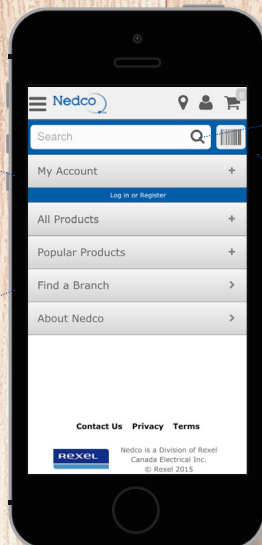 Nedco
0
Search
My Account +
Log in or Register
All Products +
Popular Products +
Find a Branch >
About Nedco >
Contact Us Privacy Terms
REXEL
Nedco is a Division of Rexel
Canada Electrical Inc.
© Rexel 2015